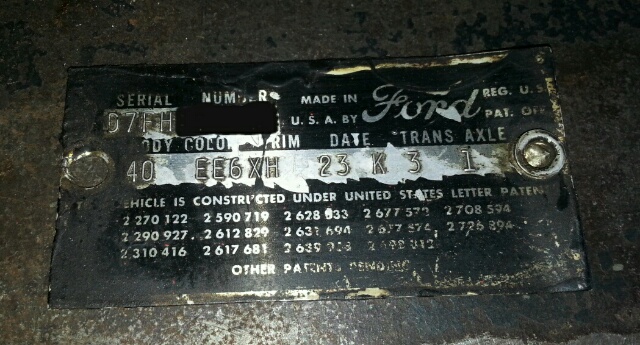 SERIAL NUMBER
MADE IN Ford REG. U.S.
D7FH U.S.A. BY PAT. OFF.
BODY COLOR TRIM DATE TRANS AXLE
40 EE6XH 23 K 3 1
VEHICLE IS CONSTRUCTED UNDER UNITED STATES LETTER PATEN
2 270 122 2 590 719 2 628 633 2 677 572 2 708 594
2 290 927 2 612 829 2 631 694 2 677 574 2 726 894
2 310 416 2 617 681
OTHER PATENTS PENDING